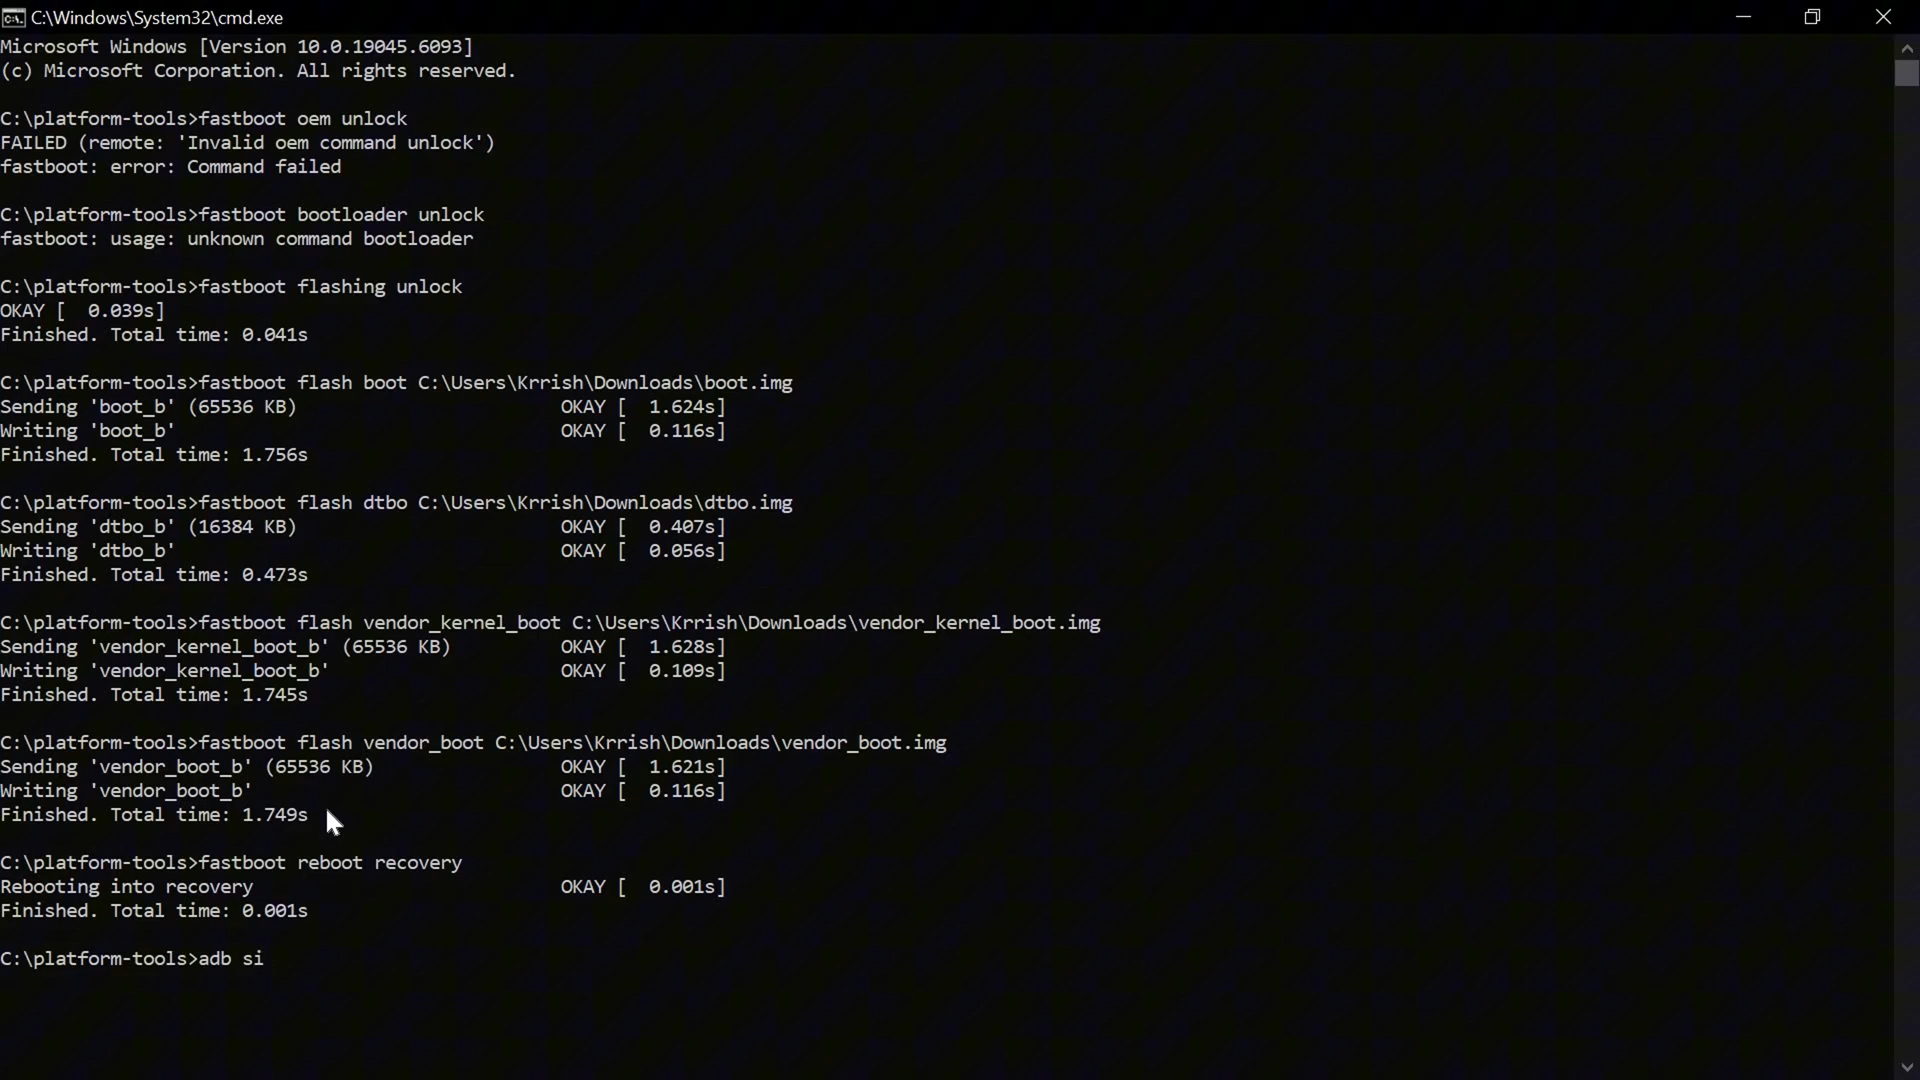 C:\Windows\System32\cmd.exe
Microsoft Windows [Version 10.0.19045.6093]
(c) Microsoft Corporation. All rights reserved.
C:\platform-tools>fastboot oem unlock
FAILED (remote: 'Invalid oem command unlock')
fastboot: error: Command failed
C:\platform-tools>fastboot bootloader unlock
fastboot: usage: unknown command bootloader
C:\platform-tools>fastboot flashing unlock
OKAY [  0.039s]
Finished. Total time: 0.041s
C:\platform-tools>fastboot flash boot C:\Users\Krrish\Downloads\boot.img
Sending 'boot_b' (65536 KB)                        OKAY [  1.624s]
Writing 'boot_b'                                   OKAY [  0.116s]
Finished. Total time: 1.756s
C:\platform-tools>fastboot flash dtbo C:\Users\Krrish\Downloads\dtbo.img
Sending 'dtbo_b' (16384 KB)                        OKAY [  0.407s]
Writing 'dtbo_b'                                   OKAY [  0.056s]
Finished. Total time: 0.473s
C:\platform-tools>fastboot flash vendor_kernel_boot C:\Users\Krrish\Downloads\vendor_kernel_boot.img
Sending 'vendor_kernel_boot_b' (65536 KB)          OKAY [  1.628s]
Writing 'vendor_kernel_boot_b'                     OKAY [  0.109s]
Finished. Total time: 1.745s
C:\platform-tools>fastboot flash vendor_boot C:\Users\Krrish\Downloads\vendor_boot.img
Sending 'vendor_boot_b' (65536 KB)                 OKAY [  1.621s]
Writing 'vendor_boot_b'                            OKAY [  0.116s]
Finished. Total time: 1.749s
C:\platform-tools>fastboot reboot recovery
Rebooting into recovery                            OKAY [  0.001s]
Finished. Total time: 0.001s
C:\platform-tools>adb si